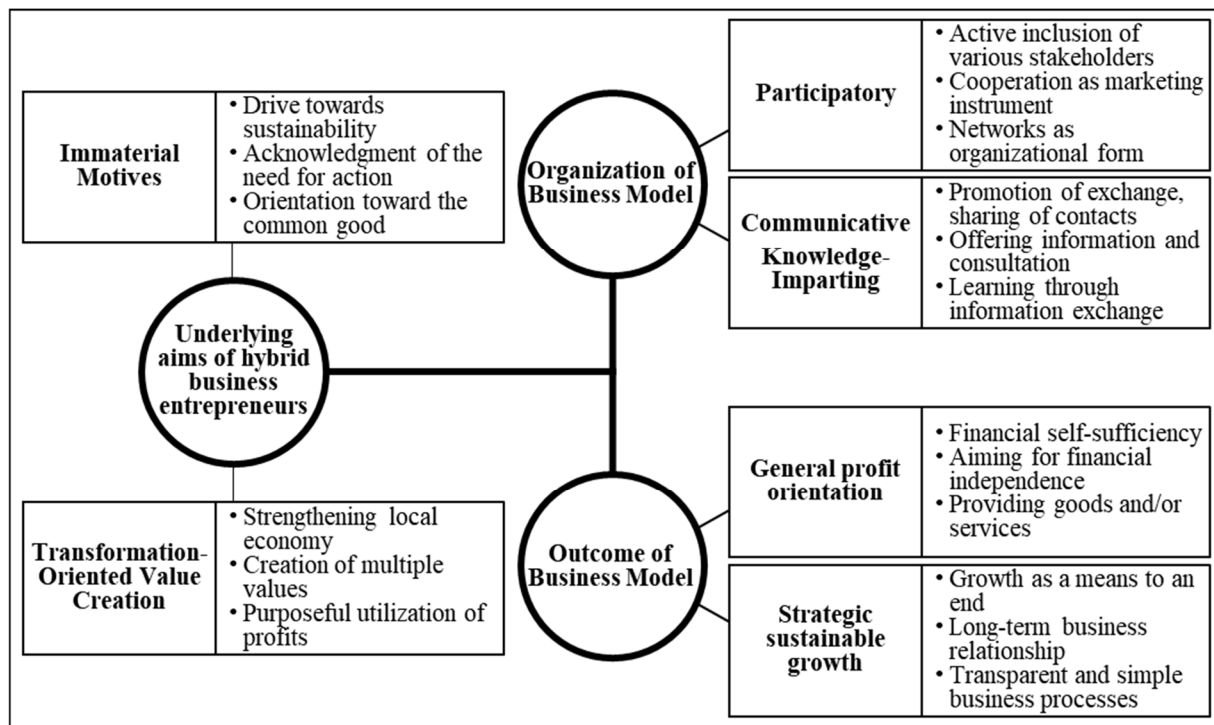 Immaterial
Motives
• Drive towards
sustainability
• Acknowledgment of the
need for action
• Orientation toward the
common good
Underlying
aims of hybrid
business
entrepreneurs
Transformation-
Oriented Value
Creation
• Strengthening local
economy
• Creation of multiple
values
• Purposeful utilization of
profits
Organization of
Business Model
Participatory
• Active inclusion of
various stakeholders
• Cooperation as marketing
instrument
• Networks as
organizational form
Communicative
Knowledge-
Imparting
• Promotion of exchange,
sharing of contacts
• Offering information and
consultation
• Learning through
information exchange
Outcome of
Business Model
General profit
orientation
• Financial self-sufficiency
• Aiming for financial
independence
• Providing goods and/or
services
Strategic
sustainable
growth
• Growth as a means to an
end
• Long-term business
relationship
• Transparent and simple
business processes